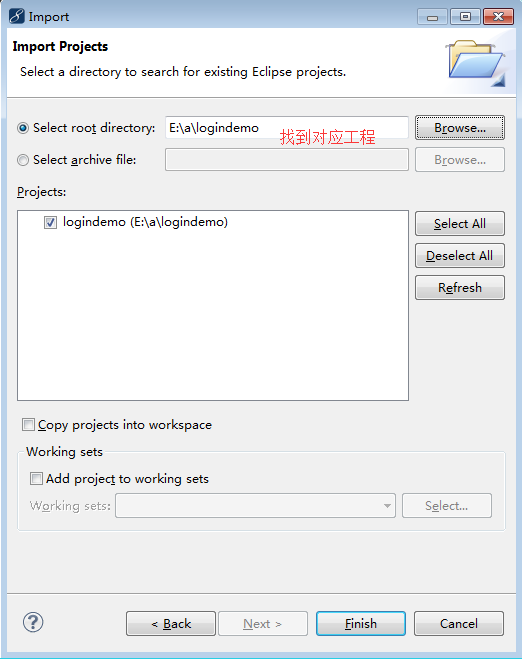 Import
Import Projects
Select a directory to search for existing Eclipse projects.
Select root directory: E:\a\logindemo 找到对应工程 Browse...
Select archive file: Browse...
Projects:
logindemo (E:\a\logindemo)
Select All
Deselect All
Refresh
Copy projects into workspace
Working sets
Add project to working sets
Working sets: Select...
? < Back Next > Finish Cancel